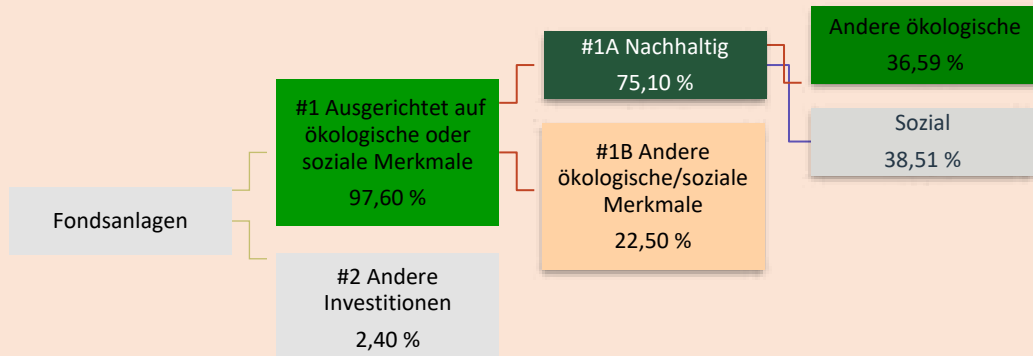 Fondsanlagen
#1 Ausgerichtet auf
ökologische oder
soziale Merkmale
97,60 %
#2 Andere
Investitionen
2,40 %
#1A Nachhaltig
75,10 %
#1B Andere
ökologische/soziale
Merkmale
22,50 %
Andere ökologische
36,59 %
Sozial
38,51 %